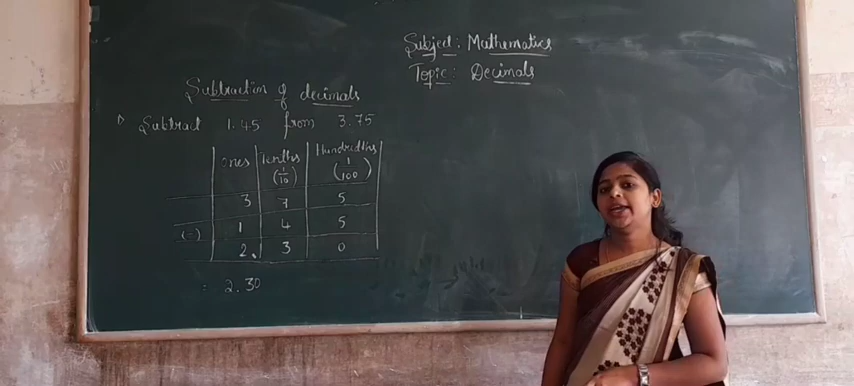 Subject: Mathematics
Topic: Decimals
Subtraction of decimals
1) Subtract 1.45 from 3.75
Ones Tenths (1/10) Hundredths (1/100)
3 7 5
(-) 1 4 5
2. 3 0
: 2.30